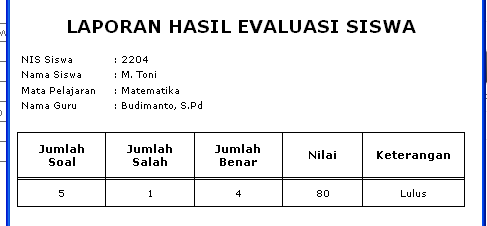 LAPORAN HASIL EVALUASI SISWA
NIS Siswa : 2204
Nama Siswa : M. Toni
Mata Pelajaran : Matematika
Nama Guru : Budimanto, S.Pd
Jumlah Soal Jumlah Salah Jumlah Benar Nilai Keterangan
5 1 4 80 Lulus